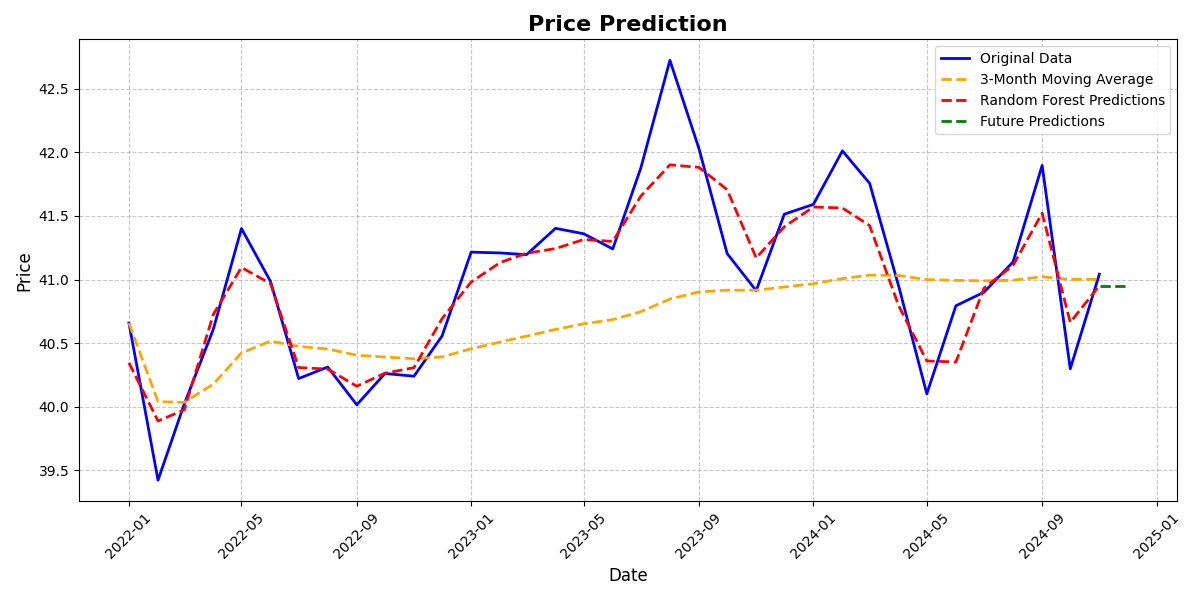 Price Prediction
Price
42.5
42.0
41.5
41.0
40.5
40.0
39.5
Original Data
3-Month Moving Average
Random Forest Predictions
Future Predictions
2022-01
2022-05
2022-09
2023-01
2023-05
2023-09
2024-01
2024-05
2024-09
2025-01
Date